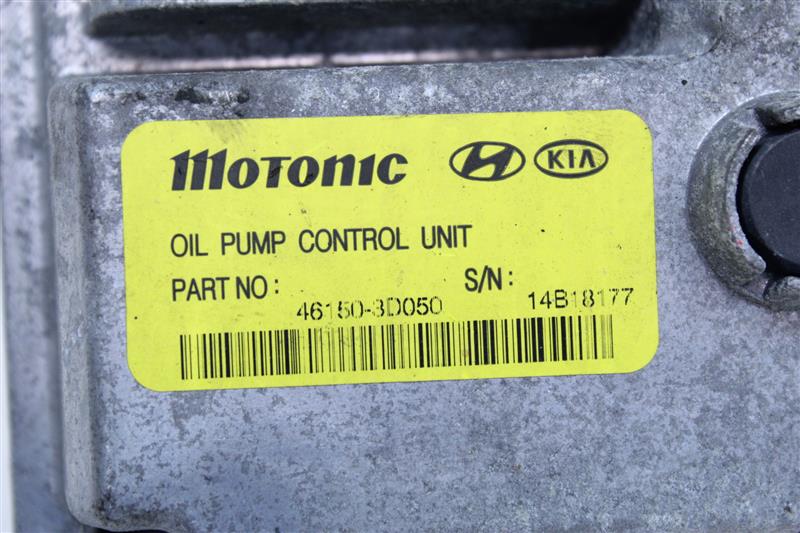 MOTONIC H KIA
OIL PUMP CONTROL UNIT
PART NO: S/N:
46150-3D050 14B18177